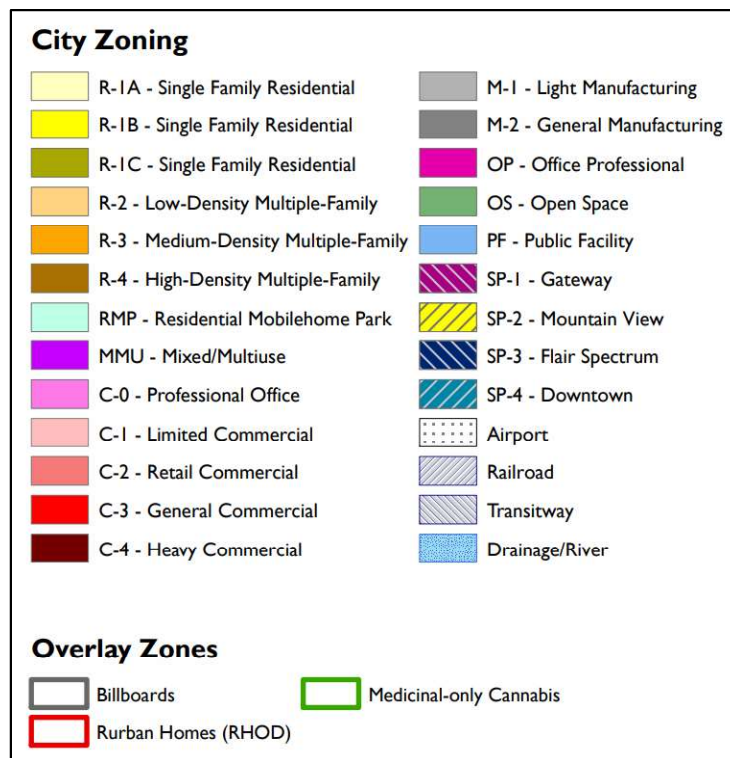 City Zoning
R-1A - Single Family Residential
R-1B - Single Family Residential
R-1C - Single Family Residential
R-2 - Low-Density Multiple-Family
R-3 - Medium-Density Multiple-Family
R-4 - High-Density Multiple-Family
RMP - Residential Mobilehome Park
MMU - Mixed/Multiuse
C-0 - Professional Office
C-1 - Limited Commercial
C-2 - Retail Commercial
C-3 - General Commercial
C-4 - Heavy Commercial
M-1 - Light Manufacturing
M-2 - General Manufacturing
OP - Office Professional
OS - Open Space
PF - Public Facility
SP-1 - Gateway
SP-2 - Mountain View
SP-3 - Flair Spectrum
SP-4 - Downtown
Airport
Railroad
Transitway
Drainage/River
Overlay Zones
Billboards
Rurban Homes (RHOD)
Medicinal-only Cannabis